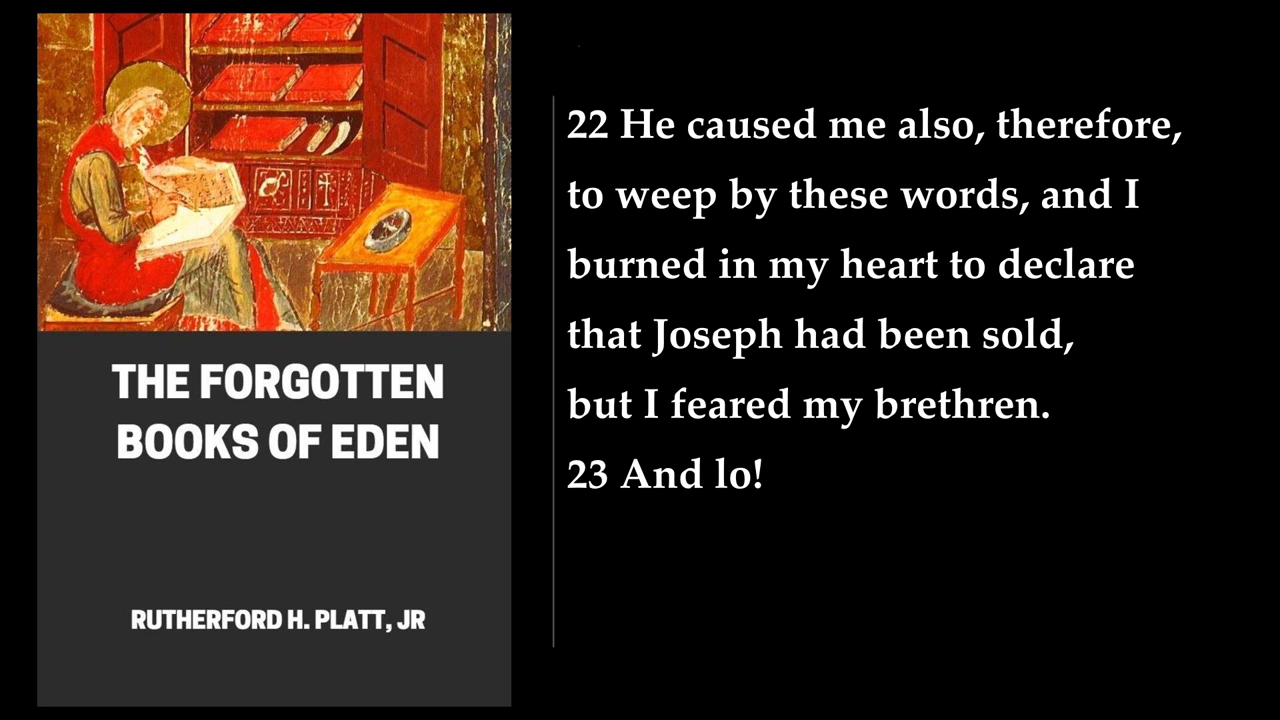 THE FORGOTTEN
BOOKS OF EDEN
RUTHERFORD H. PLATT, JR
22 He caused me also, therefore,
to weep by these words, and I
burned in my heart to declare
that Joseph had been sold,
but I feared my brethren.
23 And lo!